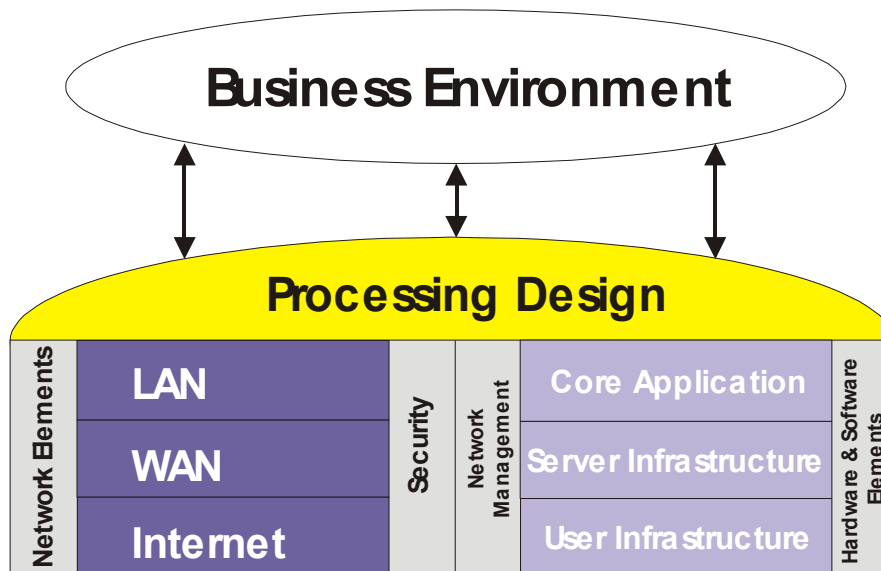 Business Environment
Processing Design
Network Elements
LAN
WAN
Internet
Security
Network
Management
Core Application
Server Infrastructure
User Infrastructure
Hardware & Software
Elements